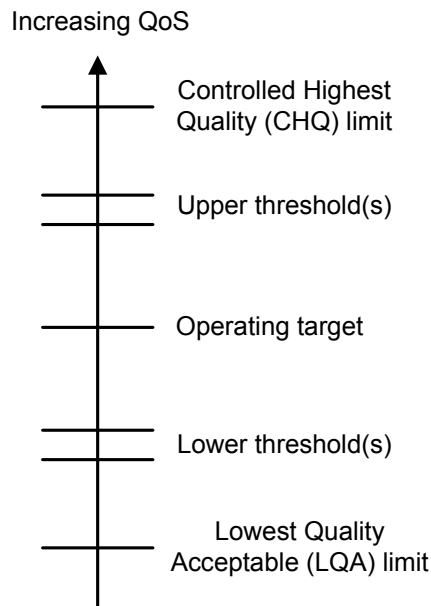 Increasing QoS
Controlled Highest
Quality (CHQ) limit
Upper threshold(s)
Operating target
Lower threshold(s)
Lowest Quality
Acceptable (LQA) limit